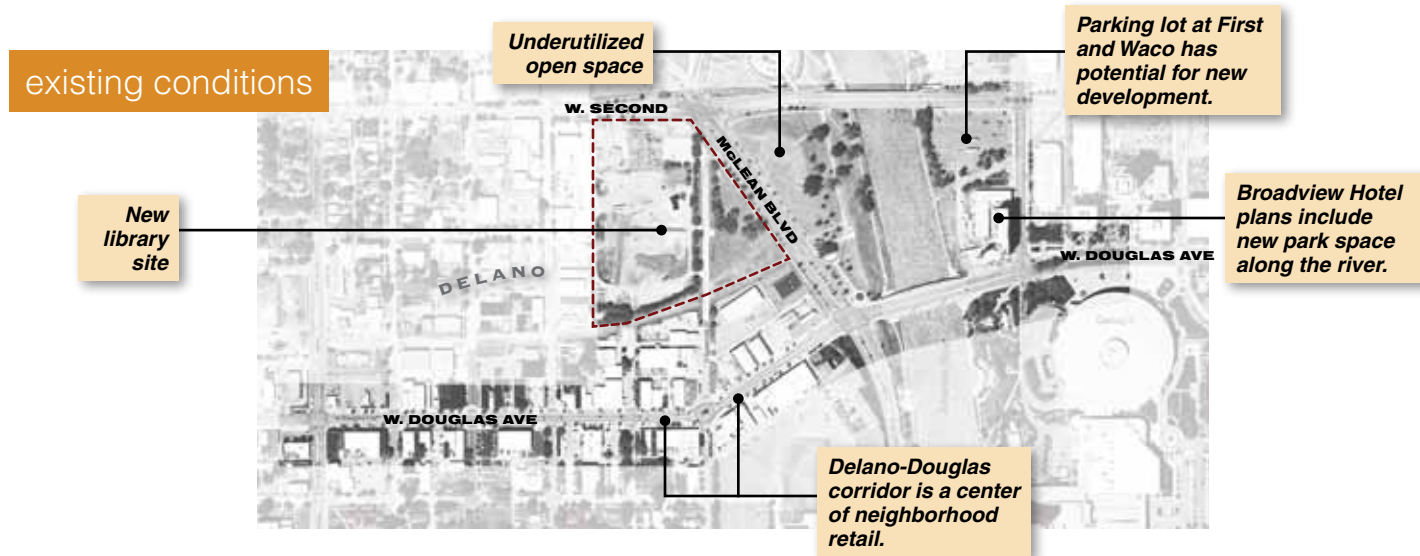 existing conditions
Underutilized
open space
Parking lot at First
and Waco has
potential for new
development.
W. SECOND
McLEAN BLVD
New
library
site
DELANO
Broadview Hotel
plans include
new park space
along the river.
W. DOUGLAS AVE
W. DOUGLAS AVE
Delano-Douglas
corridor is a center
of neighborhood
retail.